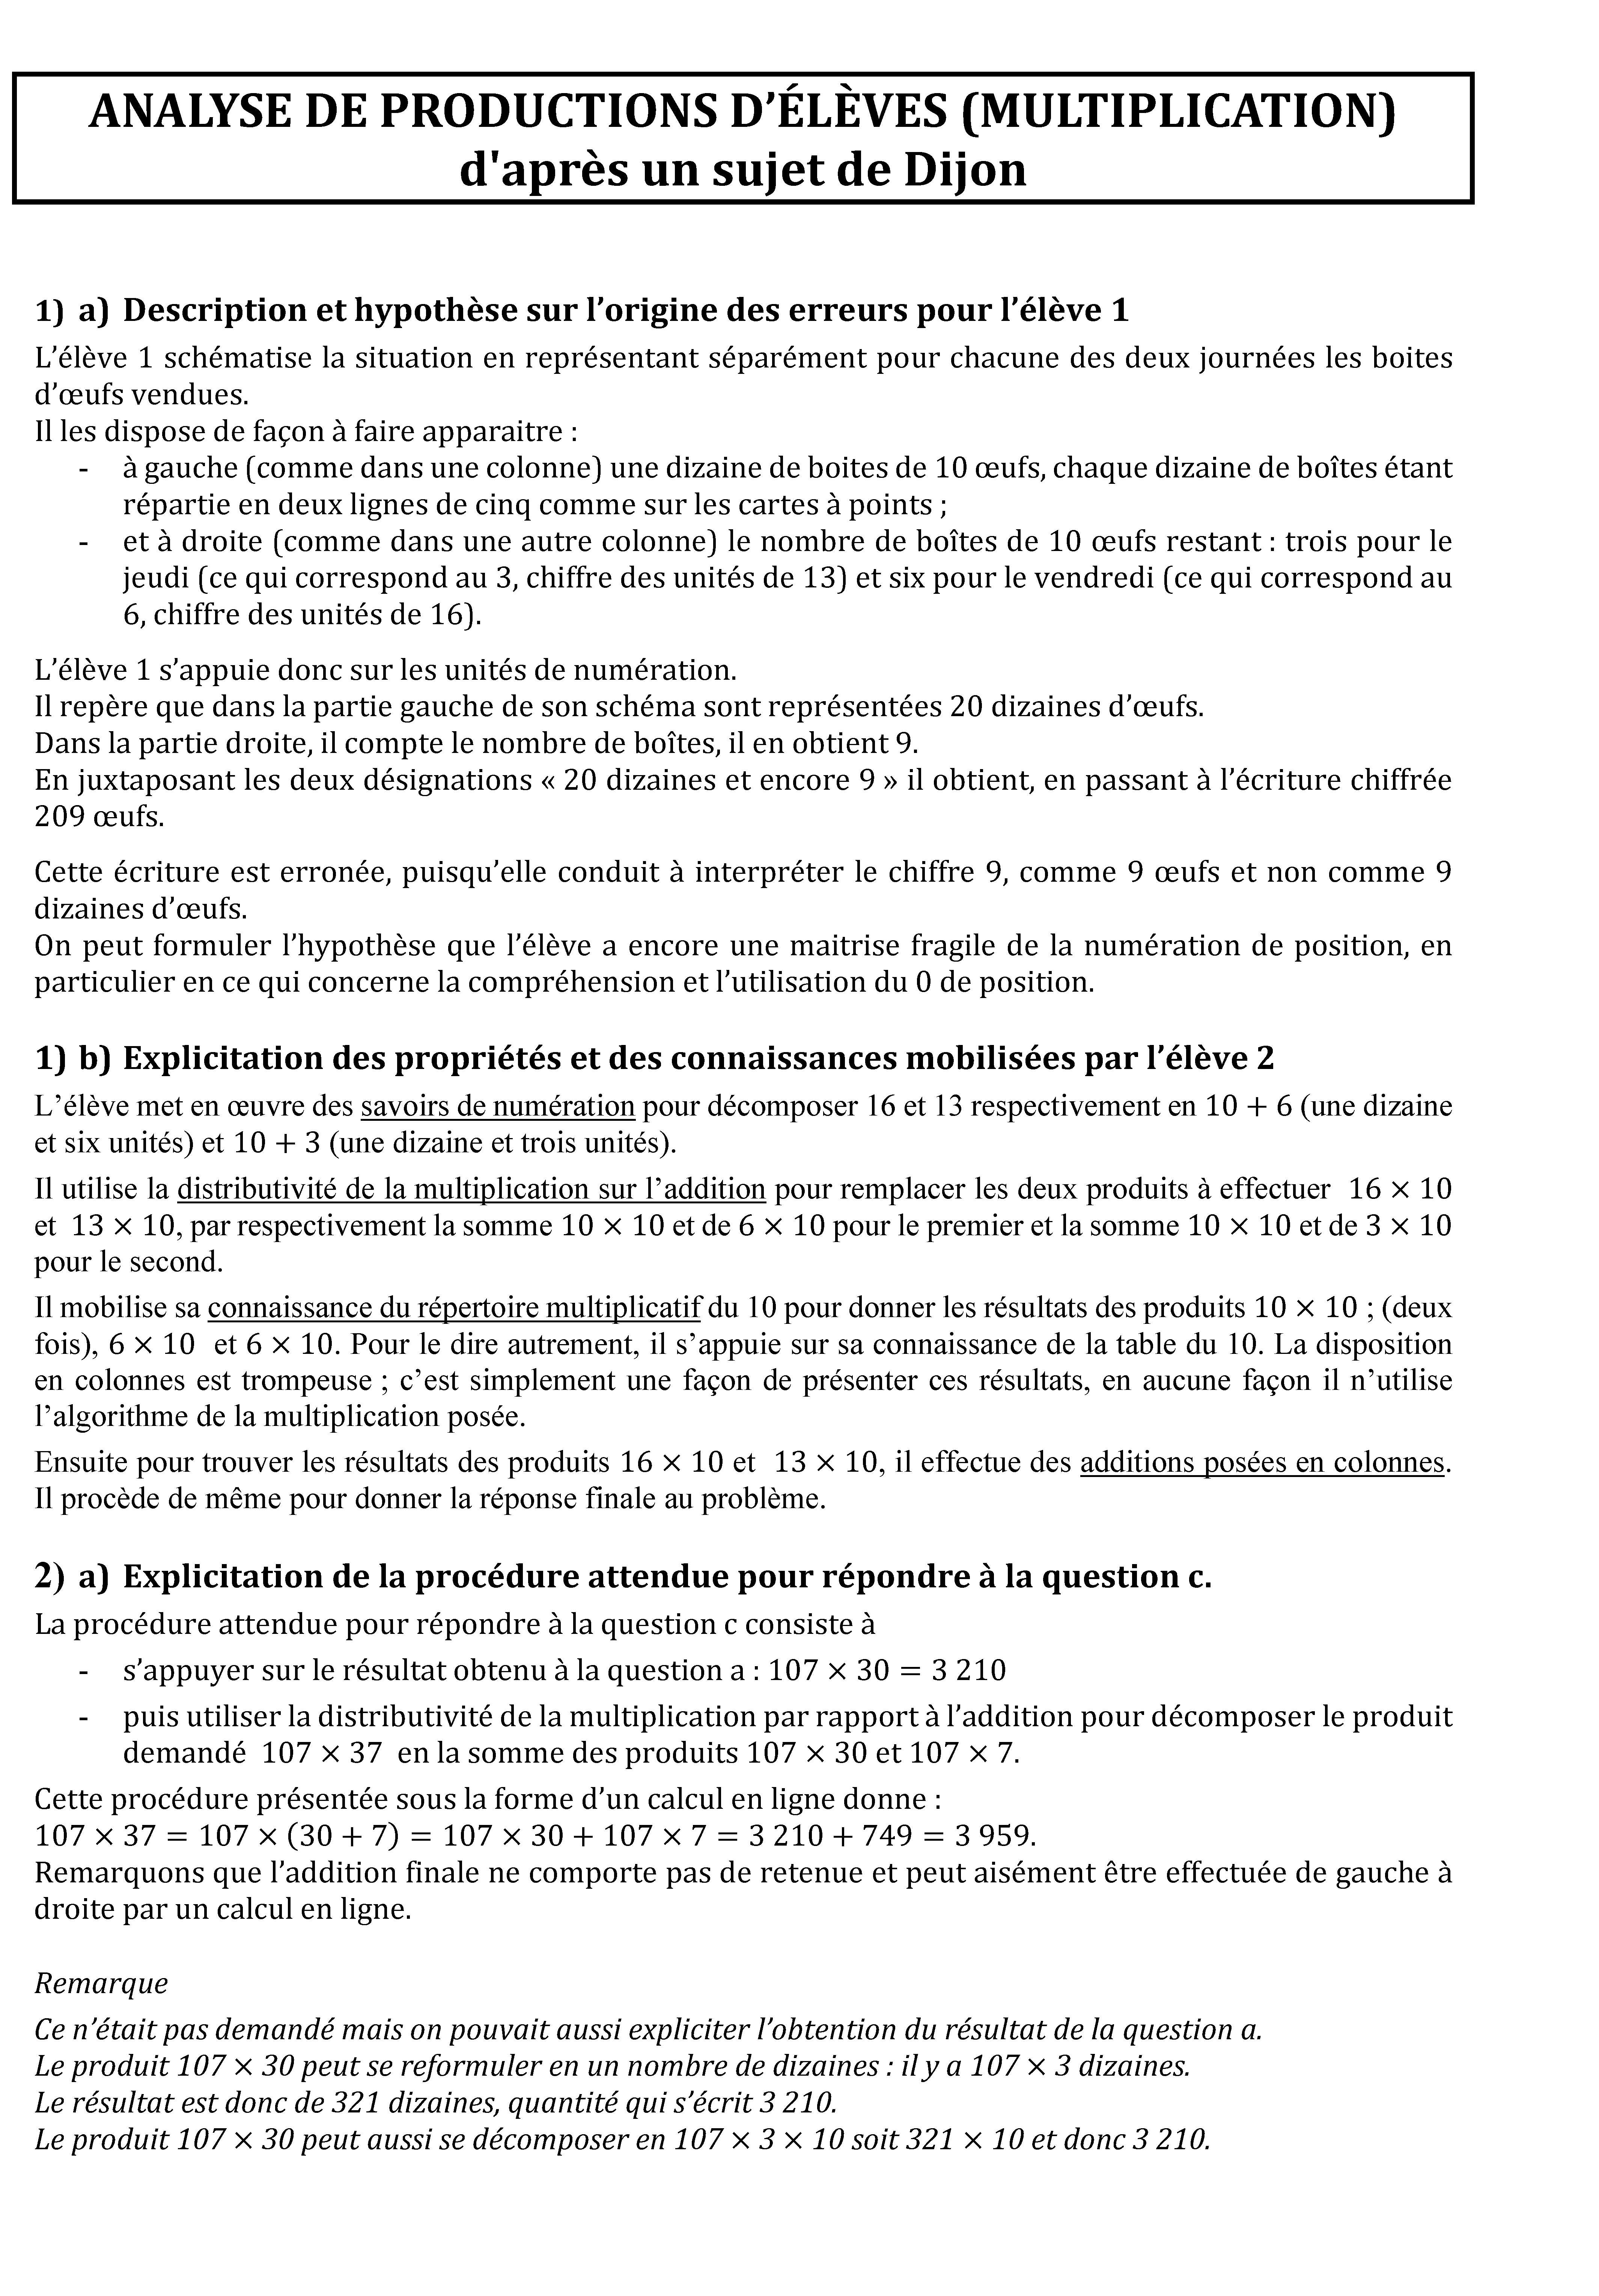 ANALYSE DE PRODUCTIONS D’ÉLÈVES (MULTIPLICATION)
d'après un sujet de Dijon
1) a) Description et hypothèse sur l’origine des erreurs pour l’élève 1
L’élève 1 schématise la situation en représentant séparément pour chacune des deux journées les boites
d’œufs vendues.
Il les dispose de façon à faire apparaitre :
- à gauche (comme dans une colonne) une dizaine de boites de 10 œufs, chaque dizaine de boîtes étant
répartie en deux lignes de cinq comme sur les cartes à points ;
- et à droite (comme dans une autre colonne) le nombre de boîtes de 10 œufs restant : trois pour le
jeudi (ce qui correspond au 3, chiffre des unités de 13) et six pour le vendredi (ce qui correspond au
6, chiffre des unités de 16).
L’élève 1 s’appuie donc sur les unités de numération.
Il repère que dans la partie gauche de son schéma sont représentées 20 dizaines d’œufs.
Dans la partie droite, il compte le nombre de boîtes, il en obtient 9.
En juxtaposant les deux désignations « 20 dizaines et encore 9 » il obtient, en passant à l’écriture chiffrée
209 œufs.
Cette écriture est erronée, puisqu’elle conduit à interpréter le chiffre 9, comme 9 œufs et non comme 9
dizaines d’œufs.
On peut formuler l’hypothèse que l’élève a encore une maitrise fragile de la numération de position, en
particulier en ce qui concerne la compréhension et l’utilisation du 0 de position.
1) b) Explicitation des propriétés et des connaissances mobilisées par l’élève 2
L’élève met en œuvre des savoirs de numération pour décomposer 16 et 13 respectivement en 10 + 6 (une dizaine
et six unités) et 10 + 3 (une dizaine et trois unités).
Il utilise la distributivité de la multiplication sur l’addition pour remplacer les deux produits à effectuer 16 × 10
et 13 × 10, par respectivement la somme 10 × 10 et de 6 × 10 pour le premier et la somme 10 × 10 et de 3 × 10
pour le second.
Il mobilise sa connaissance du répertoire multiplicatif du 10 pour donner les résultats des produits 10 × 10 ; (deux
fois), 6 × 10 et 6 × 10. Pour le dire autrement, il s’appuie sur sa connaissance de la table du 10. La disposition
en colonnes est trompeuse ; c’est simplement une façon de présenter ces résultats, en aucune façon il n’utilise
l’algorithme de la multiplication posée.
Ensuite pour trouver les résultats des produits 16 × 10 et 13 × 10, il effectue des additions posées en colonnes.
Il procède de même pour donner la réponse finale au problème.
2) a) Explicitation de la procédure attendue pour répondre à la question c.
La procédure attendue pour répondre à la question c consiste à
- s’appuyer sur le résultat obtenu à la question a : 107 × 30 = 3 210
- puis utiliser la distributivité de la multiplication par rapport à l’addition pour décomposer le produit
demandé 107 × 37 en la somme des produits 107 × 30 et 107 × 7.
Cette procédure présentée sous la forme d’un calcul en ligne donne :
107 × 37 = 107 × (30 + 7) = 107 × 30 + 107 × 7 = 3 210 + 749 = 3 959.
Remarquons que l’addition finale ne comporte pas de retenue et peut aisément être effectuée de gauche à
droite par un calcul en ligne.
Remarque
Ce n’était pas demandé mais on pouvait aussi expliciter l’obtention du résultat de la question a.
Le produit 107 × 30 peut se reformuler en un nombre de dizaines : il y a 107 × 3 dizaines.
Le résultat est donc de 321 dizaines, quantité qui s’écrit 3 210.
Le produit 107 × 30 peut aussi se décomposer en 107 × 3 × 10 soit 321 × 10 et donc 3 210.